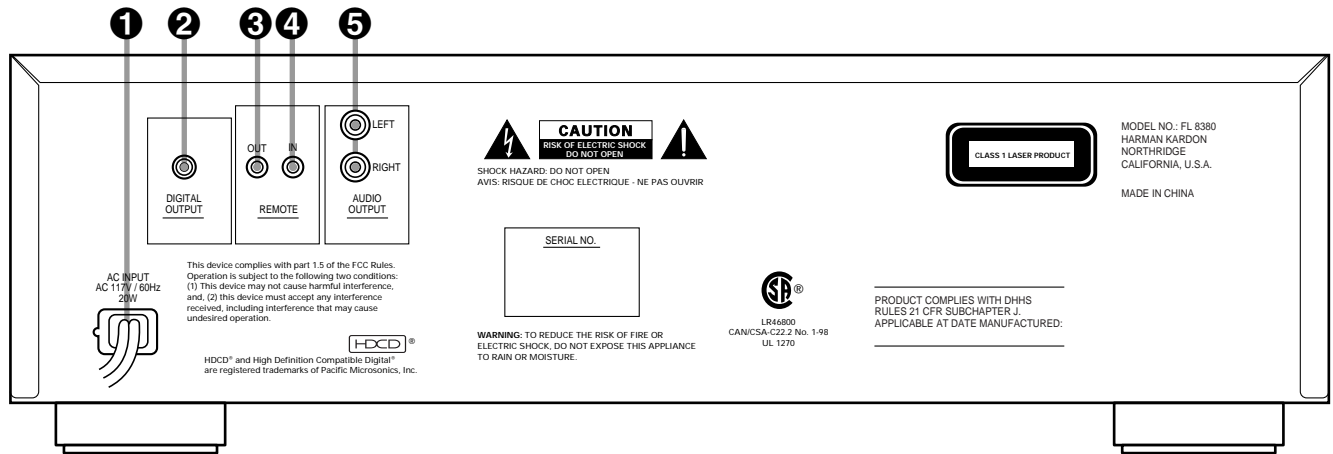 1 2 3 4 5
LEFT
RIGHT
AUDIO
OUTPUT
OUT IN
REMOTE
DIGITAL
OUTPUT
AC INPUT
AC 117V / 60Hz
20W
This device complies with part 1.5 of the FCC Rules.
Operation is subject to the following two conditions:
(1) This device may not cause harmful interference,
and, (2) this device must accept any interference
received, including interference that may cause
undesired operation.
HDCD ®
HDCD® and High Definition Compatible Digital®
are registered trademarks of Pacific Microsonics, Inc.
CAUTION
RISK OF ELECTRIC SHOCK
DO NOT OPEN
SHOCK HAZARD: DO NOT OPEN
AVIS: RISQUE DE CHOC ELECTRIQUE - NE PAS OUVRIR
SERIAL NO.
WARNING: TO REDUCE THE RISK OF FIRE OR
ELECTRIC SHOCK, DO NOT EXPOSE THIS APPLIANCE
TO RAIN OR MOISTURE.
SA ®
LR46800
CAN/CSA-C22.2 No. 1-98
UL 1270
CLASS 1 LASER PRODUCT
MODEL NO.: FL 8380
HARMAN KARDON
NORTHRIDGE
CALIFORNIA, U.S.A.
MADE IN CHINA
PRODUCT COMPLIES WITH DHHS
RULES 21 CFR SUBCHAPTER J.
APPLICABLE AT DATE MANUFACTURED: